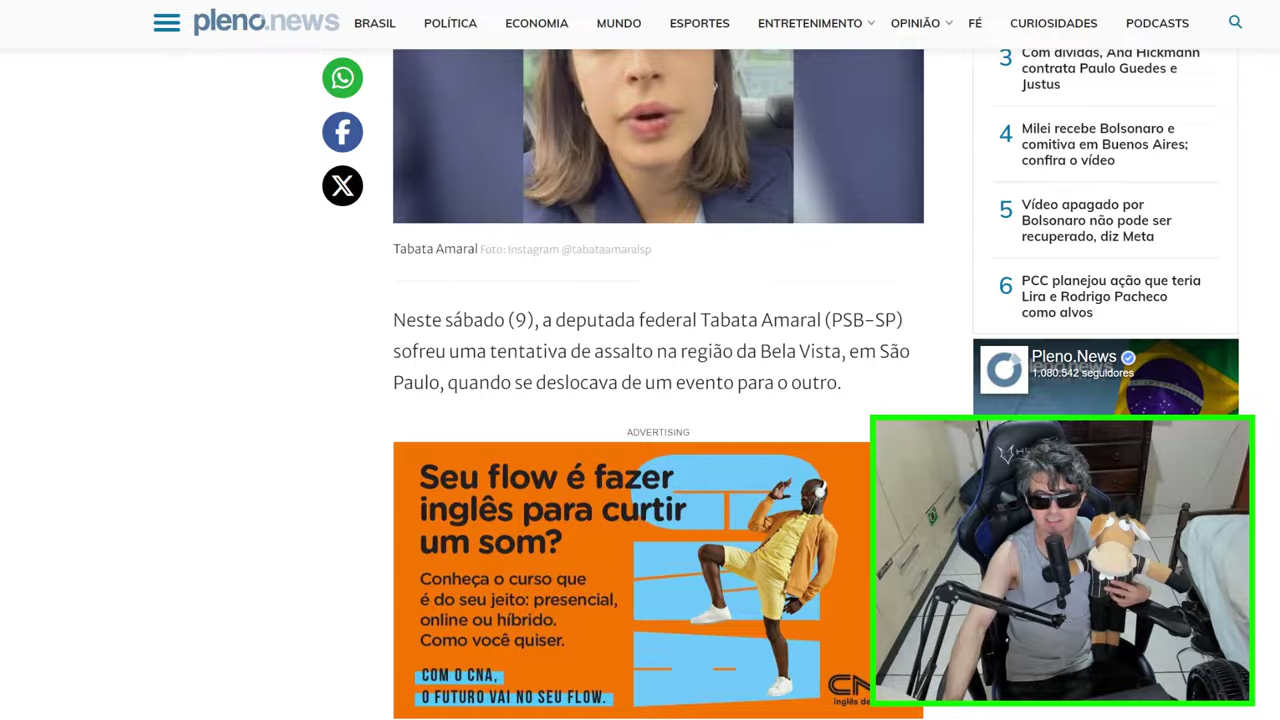 pleno.news BRASIL POLÍTICA ECONOMIA MUNDO ESPORTES ENTRETENIMENTO OPINIÃO FÉ CURIOSIDADES PODCASTS
Tabata Amaral Foto: Instagram @tabataamaralsp
Neste sábado (9), a deputada federal Tabata Amaral (PSB-SP)
sofreu uma tentativa de assalto na região da Bela Vista, em São
Paulo, quando se deslocava de um evento para o outro.
ADVERTISING
Seu flow é fazer
inglês para curtir
um som?
Conheça o curso que
é do seu jeito: presencial,
online ou híbrido.
Como você quiser.
COM O CNA,
O FUTURO VAI NO SEU FLOW.
CN
inglês de
3 Com dívidas, Ana Hickmann
contrata Paulo Guedes e
Justus
4 Milei recebe Bolsonaro e
comitiva em Buenos Aires;
confira o vídeo
5 Vídeo apagado por
Bolsonaro não pode ser
recuperado, diz Meta
6 PCC planejou ação que teria
Lira e Rodrigo Pacheco
como alvos
Pleno.News
1.080.542 seguidores